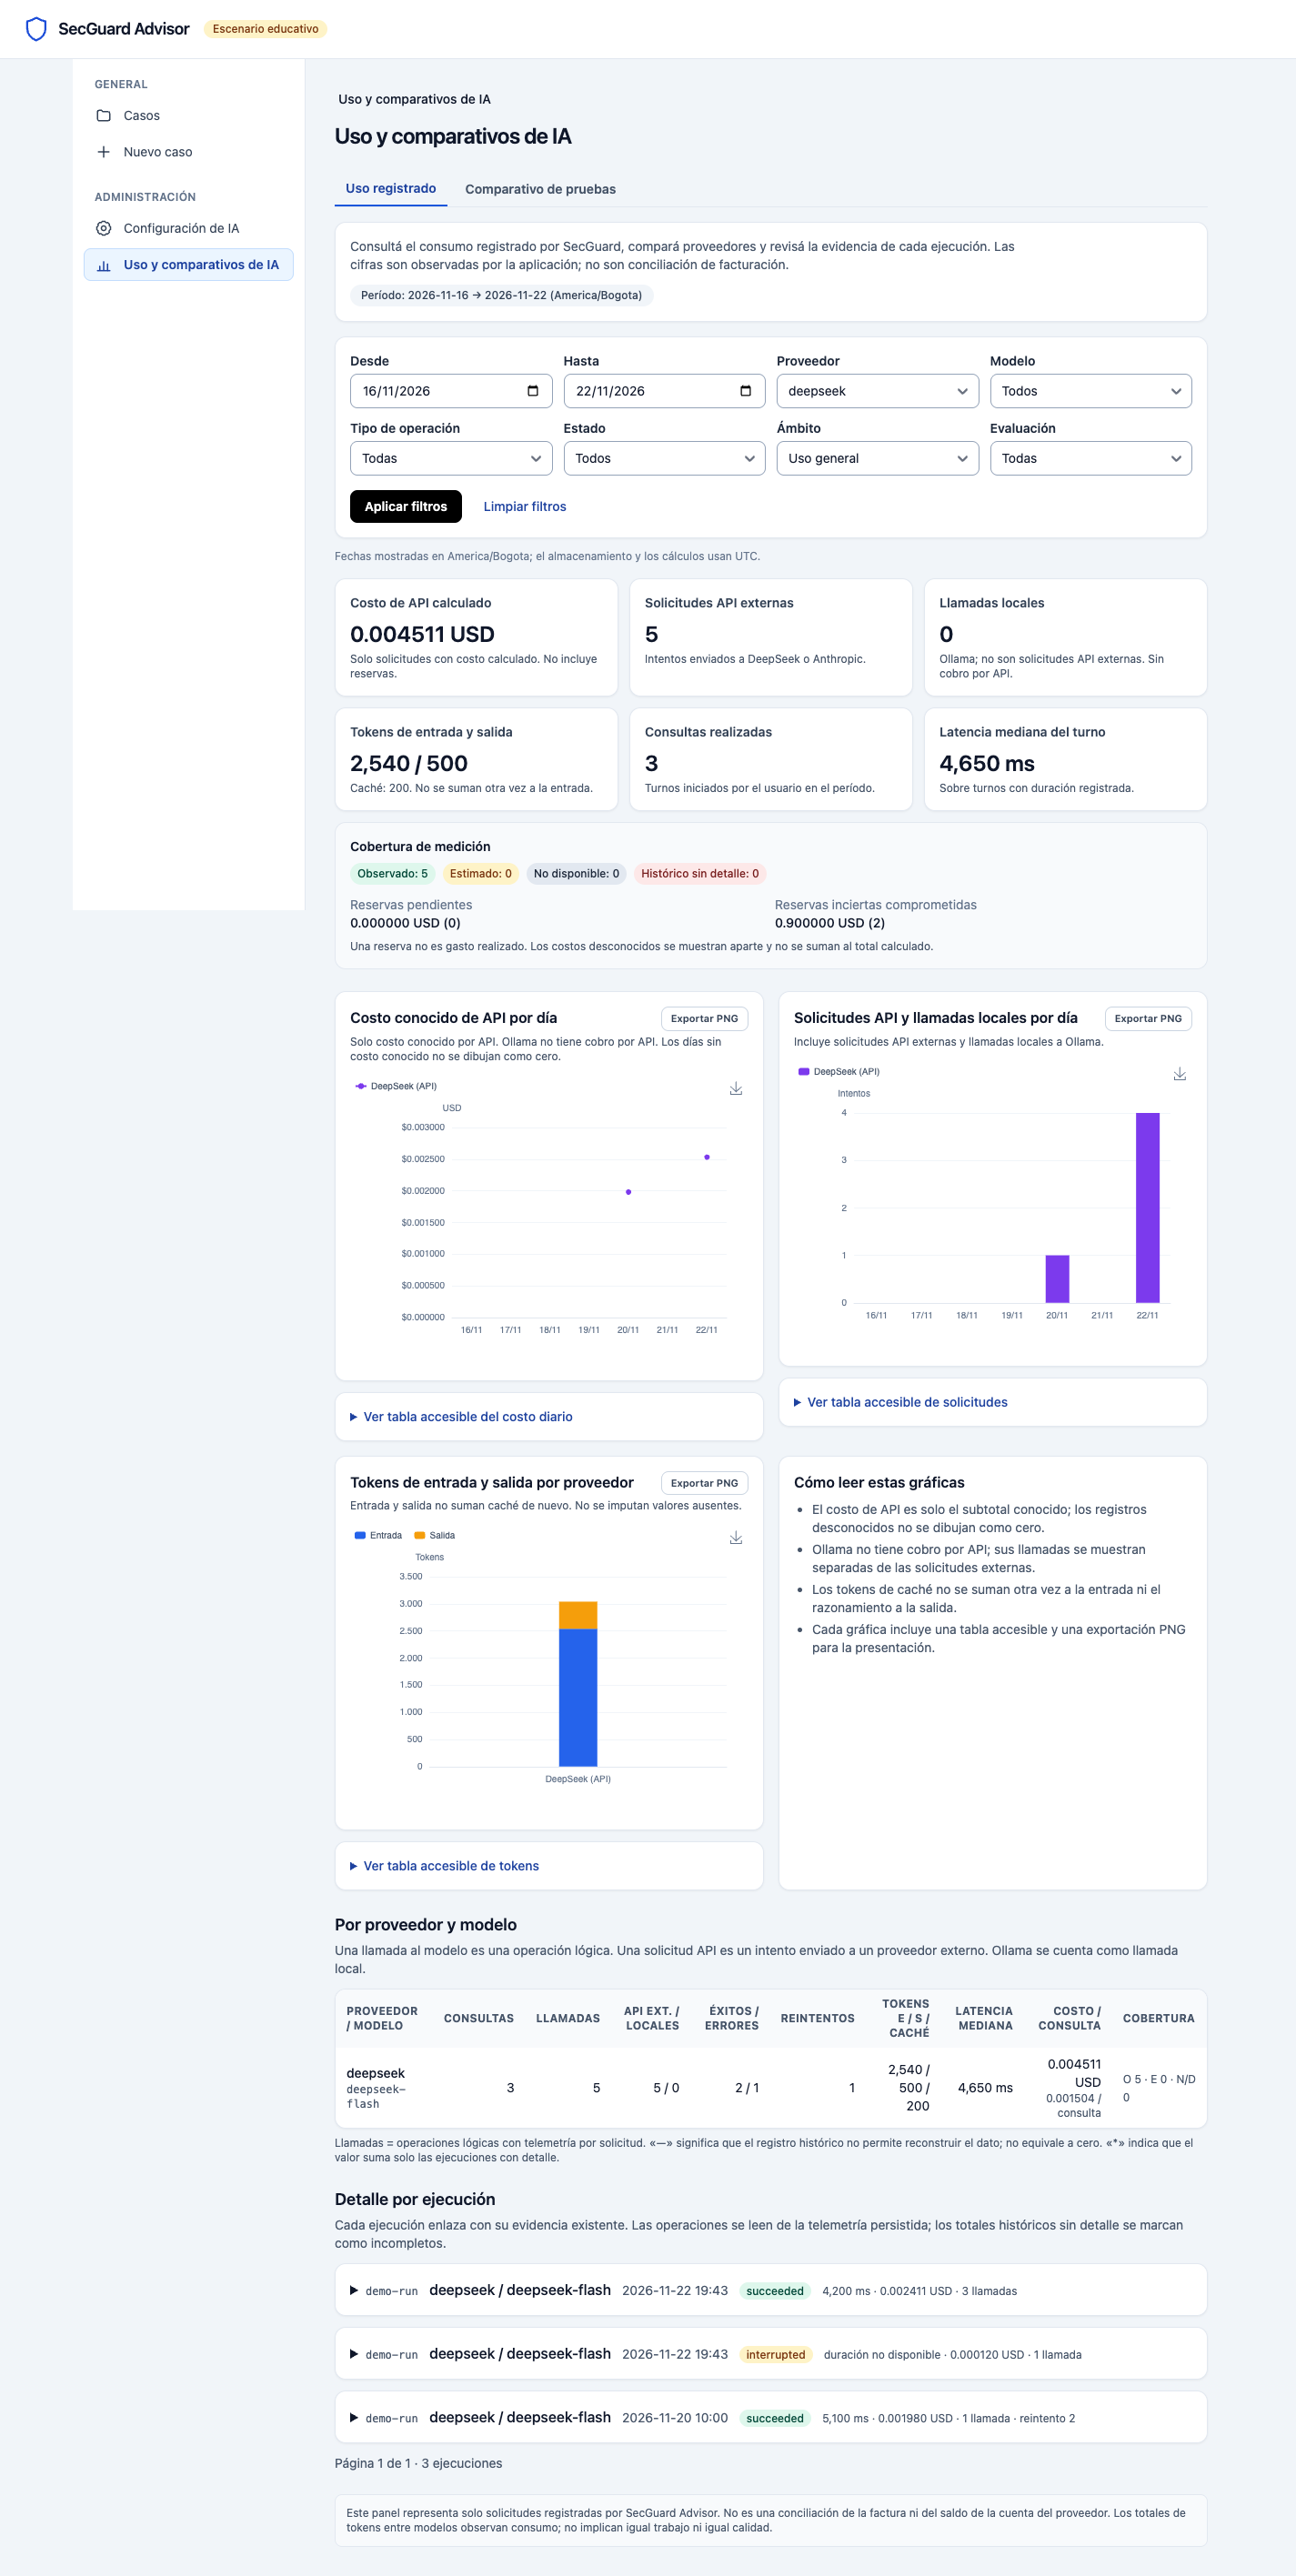 SecGuard Advisor
Escenario educativo
GENERAL
Casos
Nuevo caso
ADMINISTRACIÓN
Configuración de IA
Uso y comparativos de IA
Uso y comparativos de IA
Uso y comparativos de IA
Uso registrado
Comparativo de pruebas
Consultá el consumo registrado por SecGuard, compará proveedores y revisá la evidencia de cada ejecución. Las
cifras son observadas por la aplicación; no son conciliación de facturación.
Período: 2026-11-16 → 2026-11-22 (America/Bogota)
Desde
Hasta
Proveedor
Modelo
16/11/2026
22/11/2026
deepseek
Todos
Tipo de operación
Estado
Ámbito
Evaluación
Todas
Todos
Uso general
Todas
Aplicar filtros
Limpiar filtros
Fechas mostradas en America/Bogota; el almacenamiento y los cálculos usan UTC.
Costo de API calculado
0.004511 USD
Solo solicitudes con costo calculado. No incluye
reservas.
Solicitudes API externas
5
Intentos enviados a DeepSeek o Anthropic.
Llamadas locales
0
Ollama; no son solicitudes API externas. Sin
cobro por API.
Tokens de entrada y salida
2,540 / 500
Caché: 200. No se suman otra vez a la entrada.
Consultas realizadas
3
Turnos iniciados por el usuario en el período.
Latencia mediana del turno
4,650 ms
Sobre turnos con duración registrada.
Cobertura de medición
Observado: 5
Estimado: 0
No disponible: 0
Histórico sin detalle: 0
Reservas pendientes
0.000000 USD (0)
Reservas inciertas comprometidas
0.900000 USD (2)
Una reserva no es gasto realizado. Los costos desconocidos se muestran aparte y no se suman al total calculado.
Costo conocido de API por día
Exportar PNG
Solo costo conocido por API. Ollama no tiene cobro por API. Los días sin
costo conocido no se dibujan como cero.
DeepSeek (API)
USD
$0.003000
$0.002500
$0.002000
$0.001500
$0.001000
$0.000500
$0.000000
16/11 17/11 18/11 19/11 20/11 21/11 22/11
Ver tabla accesible del costo diario
Solicitudes API y llamadas locales por día
Exportar PNG
Incluye solicitudes API externas y llamadas locales a Ollama.
DeepSeek (API)
Intentos
4
3
2
1
0
16/11 17/11 18/11 19/11 20/11 21/11 22/11
Ver tabla accesible de solicitudes
Tokens de entrada y salida por proveedor
Exportar PNG
Entrada y salida no suman caché de nuevo. No se imputan valores ausentes.
Entrada
Salida
Tokens
3.500
3.000
2.500
2.000
1.500
1.000
500
0
DeepSeek (API)
Ver tabla accesible de tokens
Cómo leer estas gráficas
• El costo de API es solo el subtotal conocido; los registros
desconocidos no se dibujan como cero.
• Ollama no tiene cobro por API; sus llamadas se muestran
separadas de las solicitudes externas.
• Los tokens de caché no se suman otra vez a la entrada ni el
razonamiento a la salida.
• Cada gráfica incluye una tabla accesible y una exportación PNG
para la presentación.
Por proveedor y modelo
Una llamada al modelo es una operación lógica. Una solicitud API es un intento enviado a un proveedor externo. Ollama se cuenta como llamada
local.
PROVEEDOR
/ MODELO
CONSULTAS
LLAMADAS
API EXT. /
LOCALES
ÉXITOS /
ERRORES
REINTENTOS
TOKENS
E / S /
CACHÉ
LATENCIA
MEDIANA
COSTO /
CONSULTA
COBERTURA
deepseek
deepseek-
flash
3
5
5 / 0
2 / 1
1
2,540 /
500 /
200
4,650 ms
0.004511
USD
0.001504 /
consulta
O 5 · E 0 · N/D
0
Llamadas = operaciones lógicas con telemetría por solicitud. «—» significa que el registro histórico no permite reconstruir el dato; no equivale a cero. «*» indica que el
valor suma solo las ejecuciones con detalle.
Detalle por ejecución
Cada ejecución enlaza con su evidencia existente. Las operaciones se leen de la telemetría persistida; los totales históricos sin detalle se marcan
como incompletos.
demo-run deepseek / deepseek-flash 2026-11-22 19:43 succeeded 4,200 ms · 0.002411 USD · 3 llamadas
demo-run deepseek / deepseek-flash 2026-11-22 19:43 interrupted duración no disponible · 0.000120 USD · 1 llamada
demo-run deepseek / deepseek-flash 2026-11-20 10:00 succeeded 5,100 ms · 0.001980 USD · 1 llamada · reintento 2
Página 1 de 1 · 3 ejecuciones
Este panel representa solo solicitudes registradas por SecGuard Advisor. No es una conciliación de la factura ni del saldo de la cuenta del proveedor. Los totales de
tokens entre modelos observan consumo; no implican igual trabajo ni igual calidad.